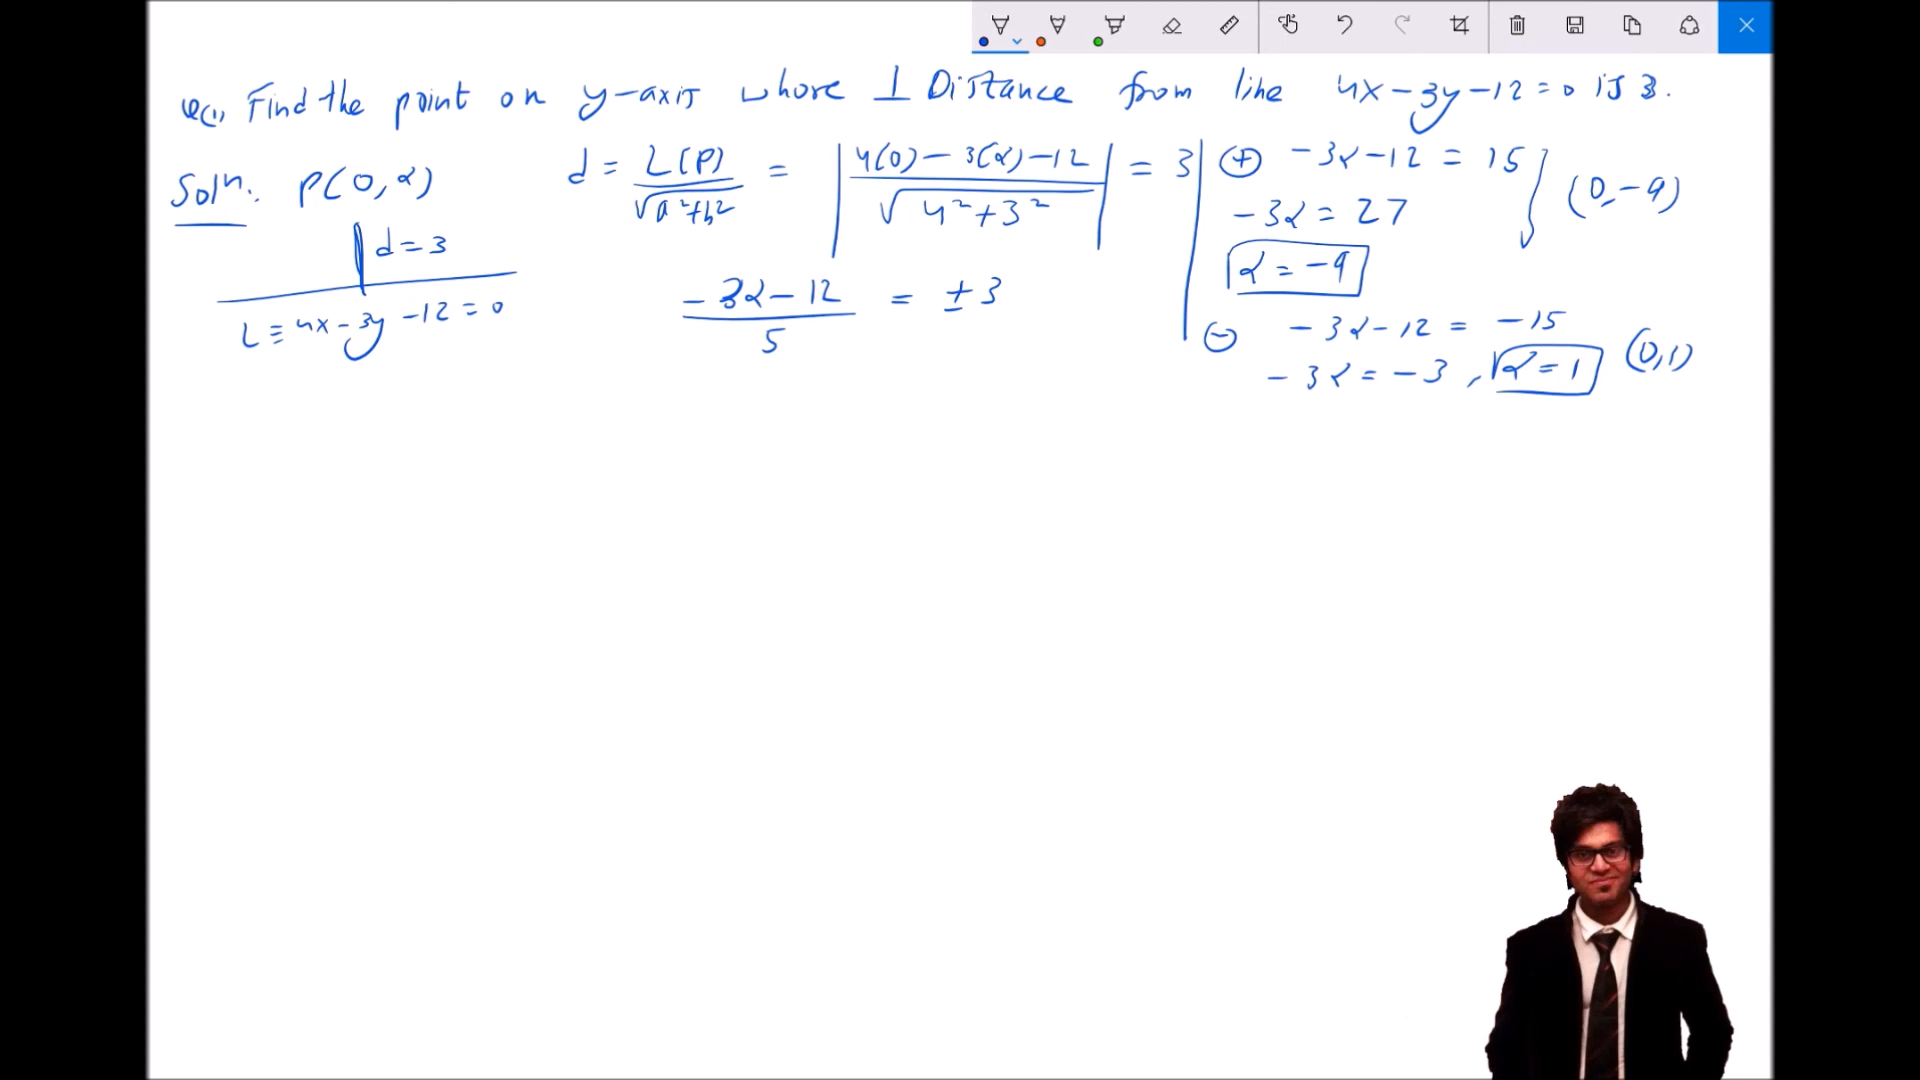 Q(1) Find the point on y-axis whose ⊥ Distance from line 4x-3y-12=0 is 3.
Soln. P(0,α)
d=3
L≡4x-3y-12=0
d = L(P)/√a²+b² = |4(0)-3(α)-12/√4²+3²| = 3
-3α-12/5 = ±3
⊕ -3α-12 = 15
-3α = 27
α = -9
(0,-9)
⊖ -3α-12 = -15
-3α = -3, α=1 (0,1)